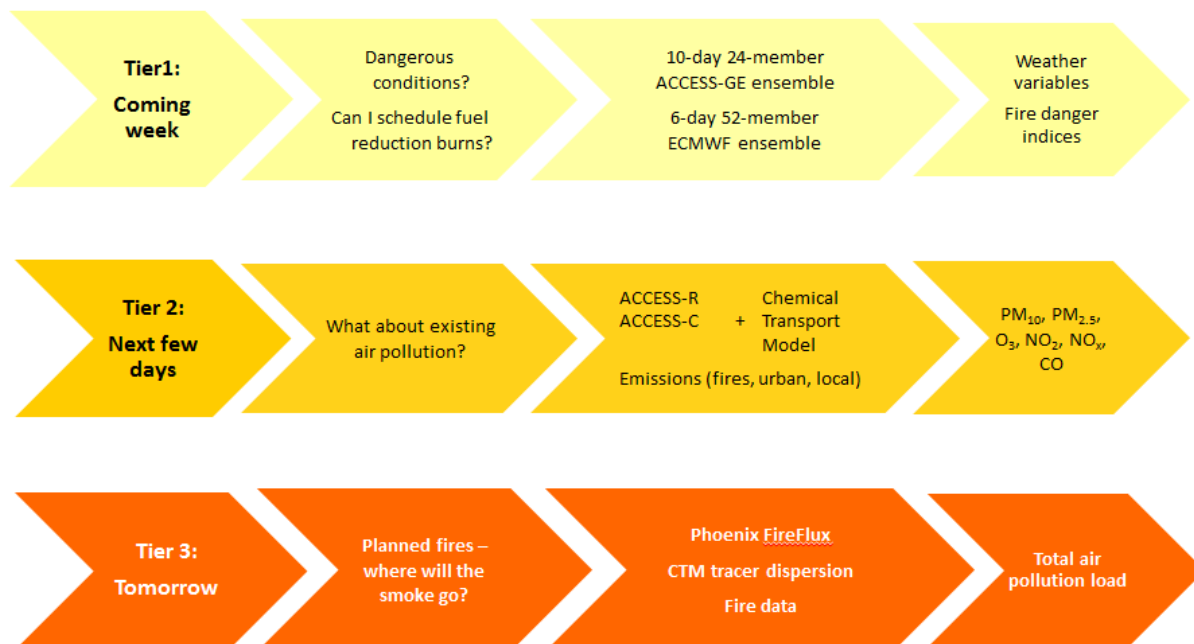 Tier1:
Coming
week
Dangerous
conditions?
Can I schedule fuel
reduction burns?
10-day 24-member
ACCESS-GE ensemble
6-day 52-member
ECMWF ensemble
Weather
variables
Fire danger
indices
Tier 2:
Next few
days
What about existing
air pollution?
ACCESS-R
ACCESS-C
+
Chemical
Transport
Model
Emissions (fires, urban, local)
PM₁₀, PM₂.₅,
O₃, NO₂, NOₓ,
CO
Tier 3:
Tomorrow
Planned fires –
where will the
smoke go?
Phoenix FireFlux
CTM tracer dispersion
Fire data
Total air
pollution load